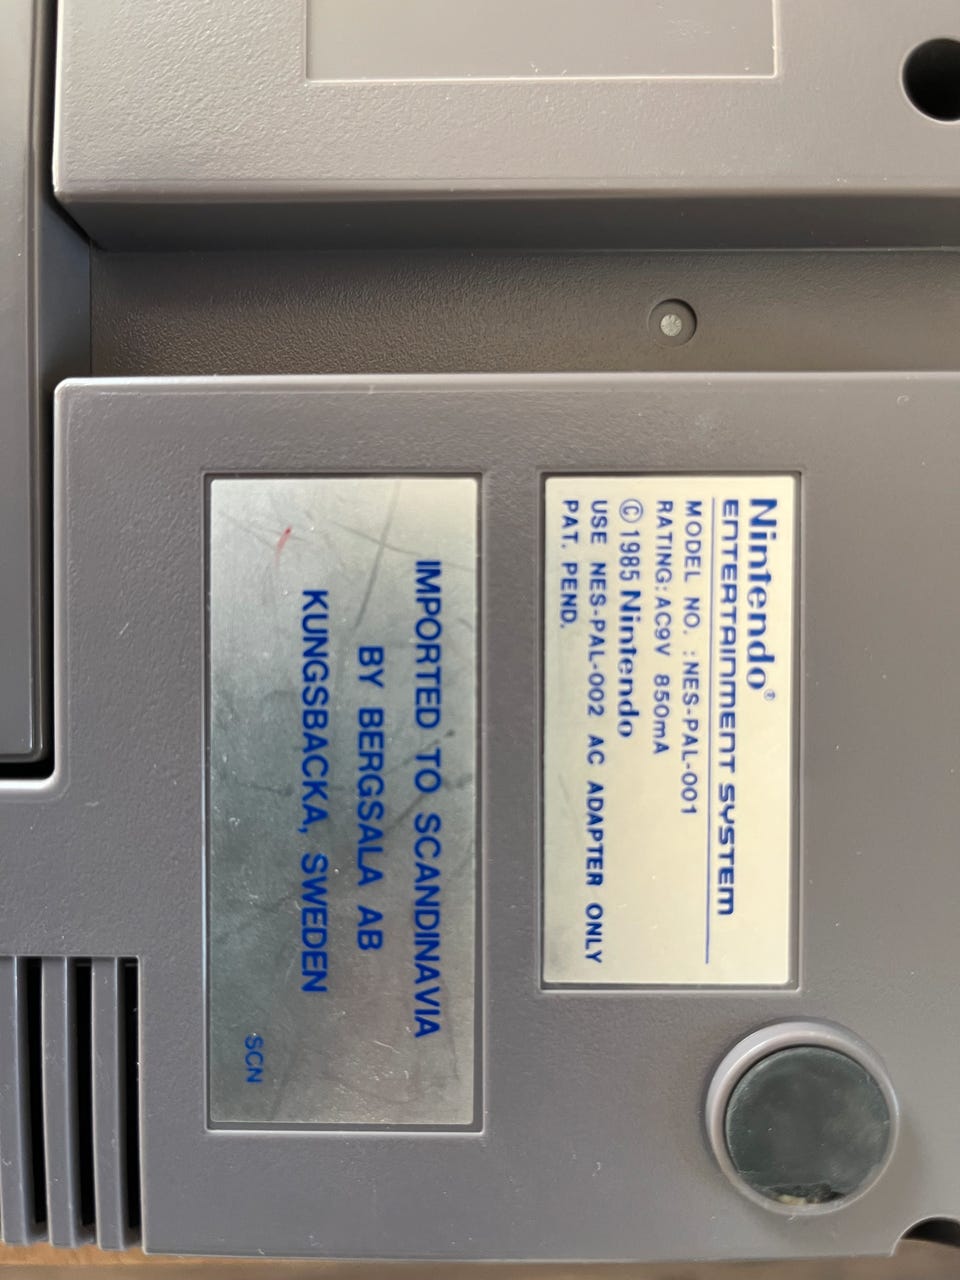 Nintendo®
ENTERTAINMENT SYSTEM
MODEL NO. :NES-PAL-001
RATING:AC9V 850mA
©1985 Nintendo
USE NES-PAL-002 AC ADAPTER ONLY
PAT. PEND.
IMPORTED TO SCANDINAVIA
BY BERGSALA AB
KUNGSBACKA, SWEDEN
SCN